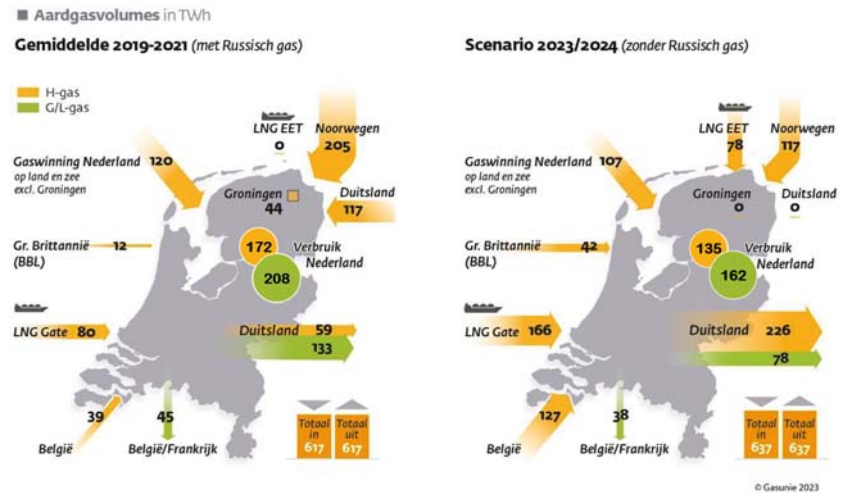 Aardgasvolumes in TWh
Gemiddelde 2019-2021 (met Russisch gas)
H-gas
G/L-gas
LNG EET
0
Noorwegen
205
Gaswinning Nederland
op land en zee
excl. Groningen
120
Groningen
44
Duitsland
117
Gr. Brittannië
(BBL)
12
172
Verbruik
Nederland
208
LNG Gate 80
Duitsland
59
133
39
België
45
België/Frankrijk
Totaal
in
617
Totaal
uit
617
Scenario 2023/2024 (zonder Russisch gas)
LNG EET
78
Noorwegen
117
Gaswinning Nederland
op land en zee
excl. Groningen
107
Groningen
0
Duitsland
0
Gr. Brittannië
(BBL)
42
135
Verbruik
Nederland
162
LNG Gate 166
Duitsland 226
78
127
België
38
België/Frankrijk
Totaal
in
637
Totaal
uit
637
© Gasunie 2023